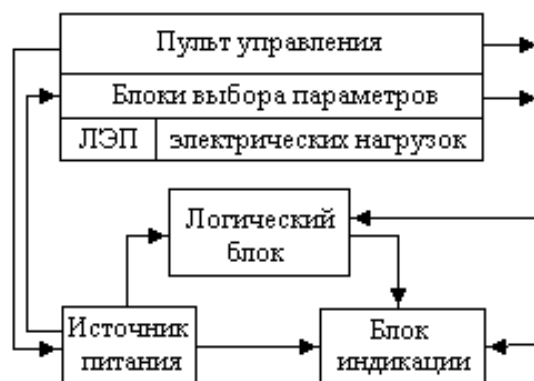 Пульт управления
Блоки выбора параметров
ЛЭП электрических нагрузок
Логический
блок
Источник
питания
Блок
индикации